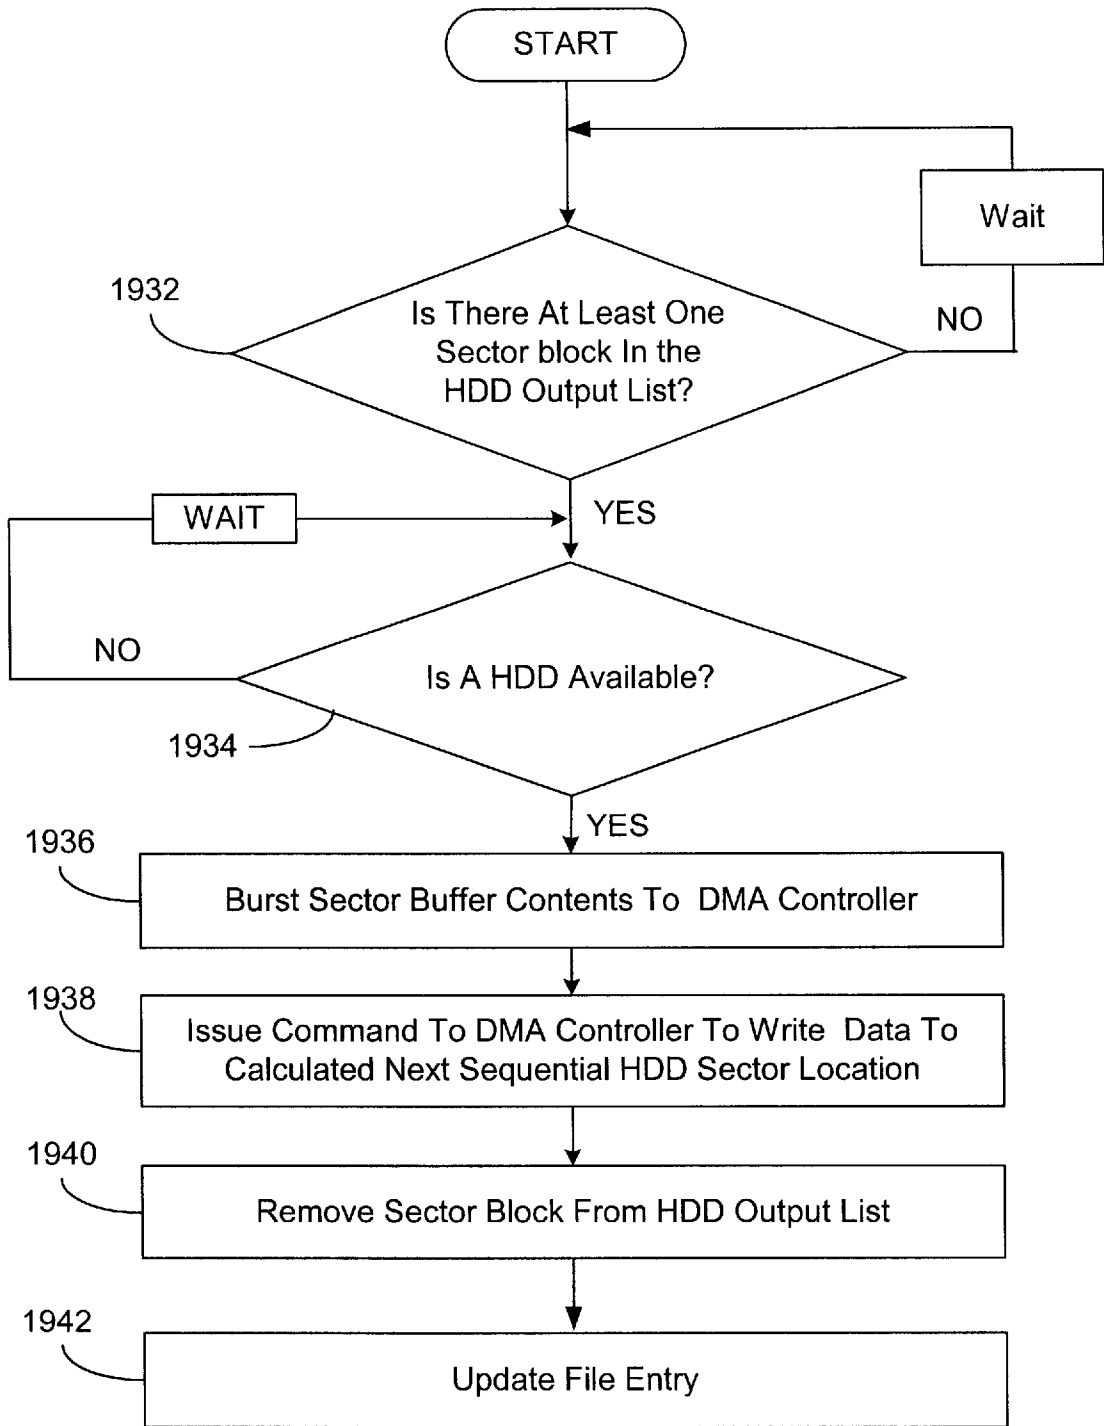 START
Wait
1932
Is There At Least One
Sector block In the
HDD Output List?
NO
YES
WAIT
NO
Is A HDD Available?
1934
YES
1936
Burst Sector Buffer Contents To DMA Controller
1938
Issue Command To DMA Controller To Write Data To
Calculated Next Sequential HDD Sector Location
1940
Remove Sector Block From HDD Output List
1942
Update File Entry